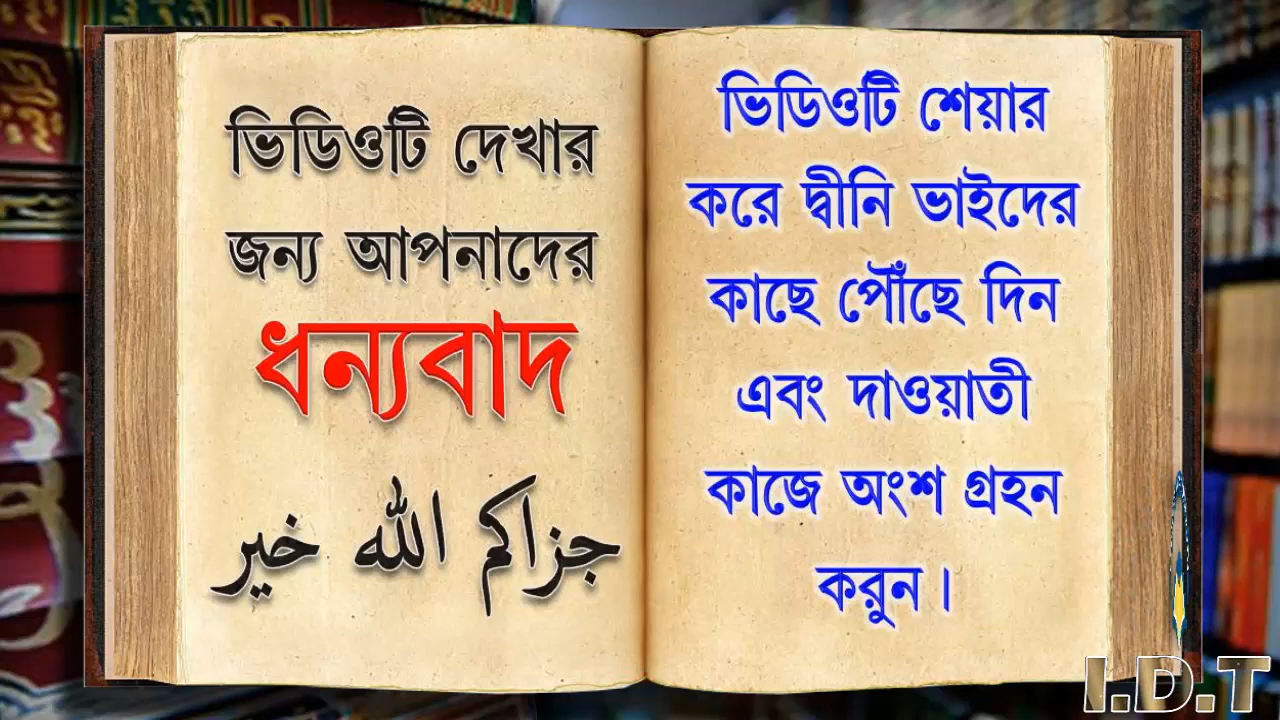 ভিডিওটি দেখার
জন্য আপনাদের
ধন্যবাদ
جزاكم الله خير
ভিডিওটি শেয়ার
করে দ্বীনি ভাইদের
কাছে পৌঁছে দিন
এবং দাওয়াতী
কাজে অংশ গ্রহন
করুন।
I.D.T